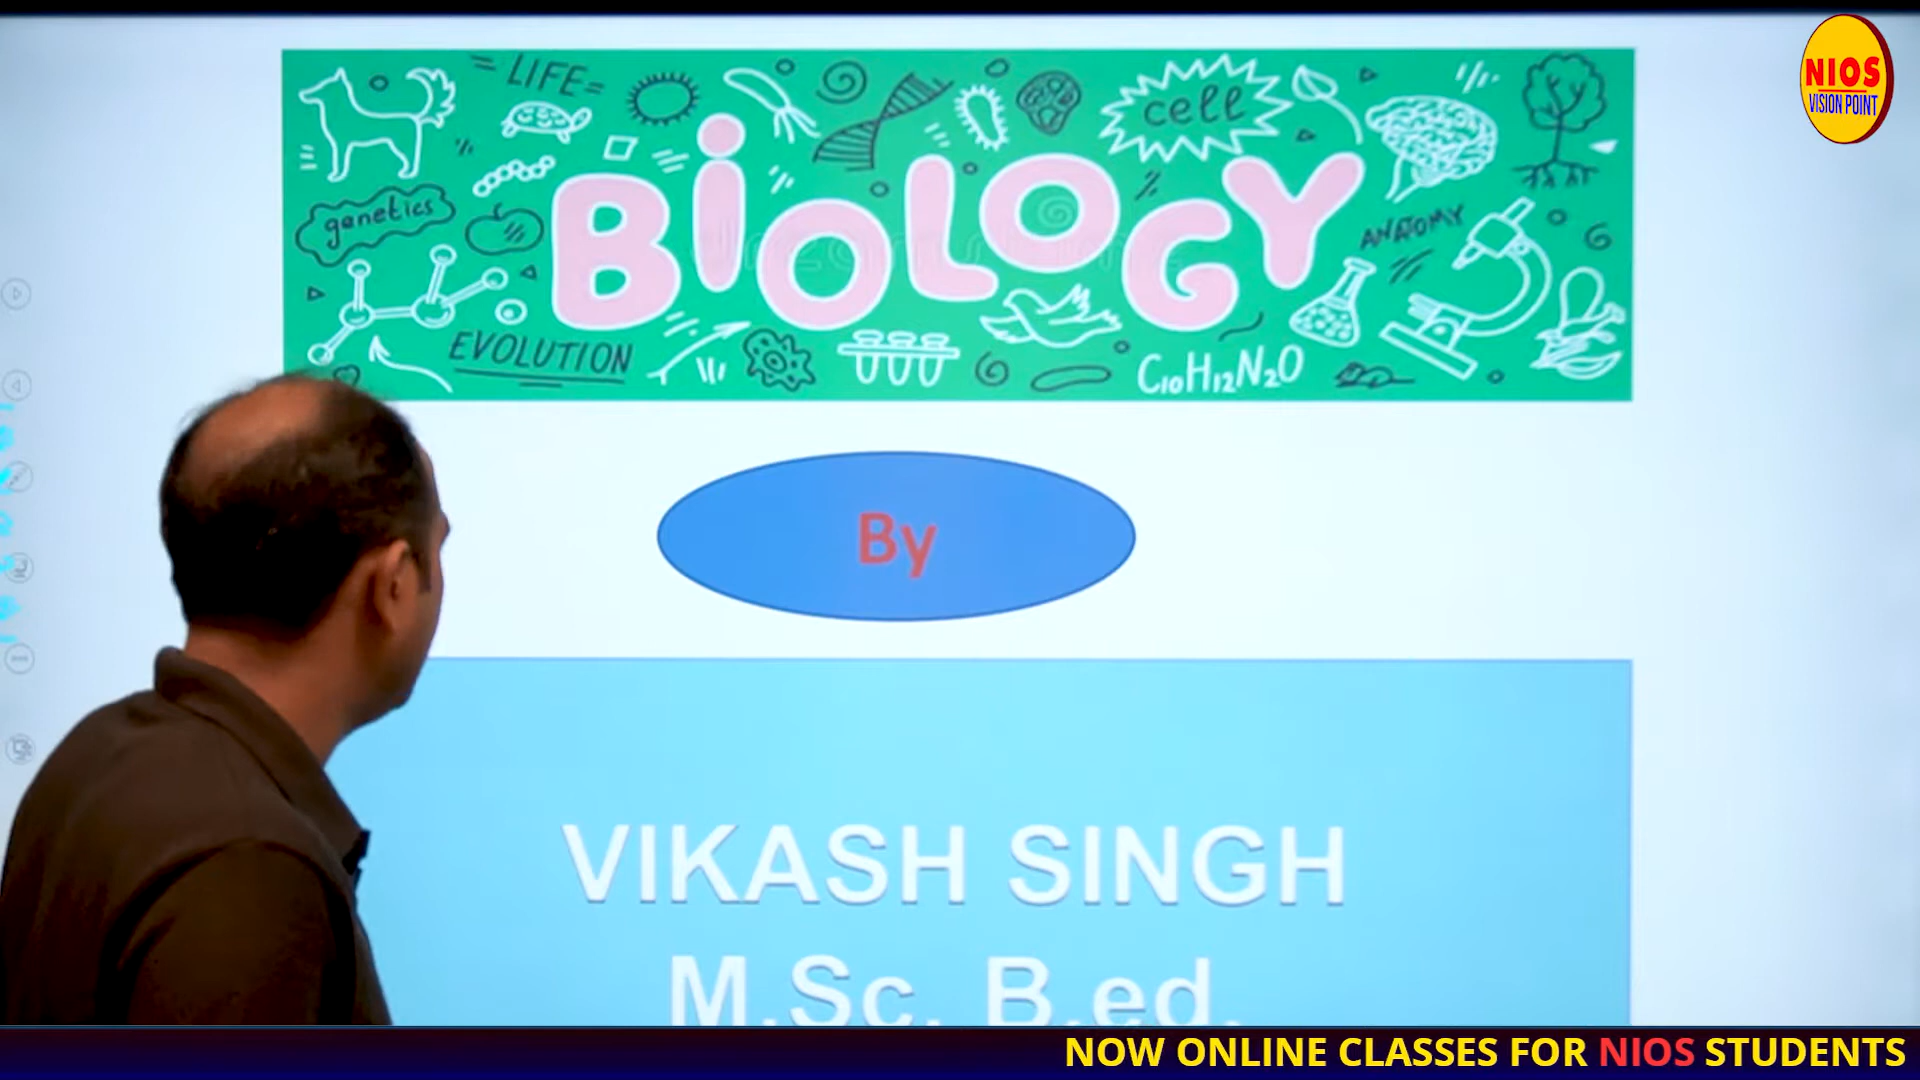 LIFE
cell
BIOLOGY
genetics
ANATOMY
EVOLUTION
C₁₀H₁₂N₂O
NIOS
VISION POINT
By
VIKASH SINGH
M.Sc. B.ed.
NOW ONLINE CLASSES FOR NIOS STUDENTS